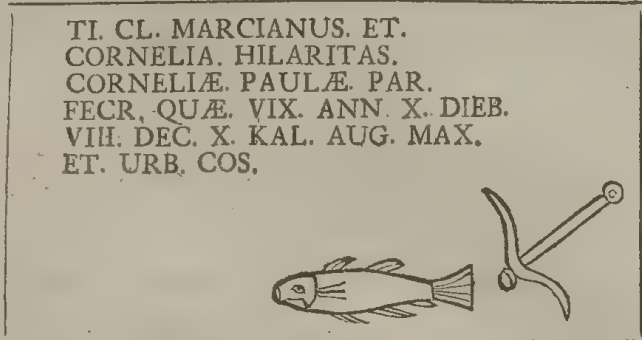 TI. CL. MARCIANUS. ET.
CORNELIA. HILARITAS.
CORNELIÆ. PAULÆ. PAR.
FECR, QUÆ. VIX. ANN. X. DIEB.
VIII. DEC. X. KAL. AUG. MAX.
ET. URB. COS.